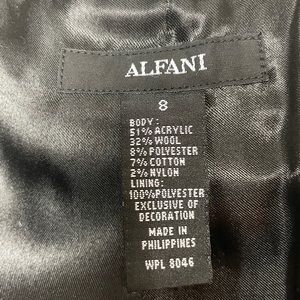 ALFANI
8
BODY:
51% ACRYLIC
32% WOOL
8% POLYESTER
7% COTTON
2% NYLON
LINING:
100%POLYESTER
EXCLUSIVE OF
DECORATION
MADE IN
PHILIPPINES
WPL 8046